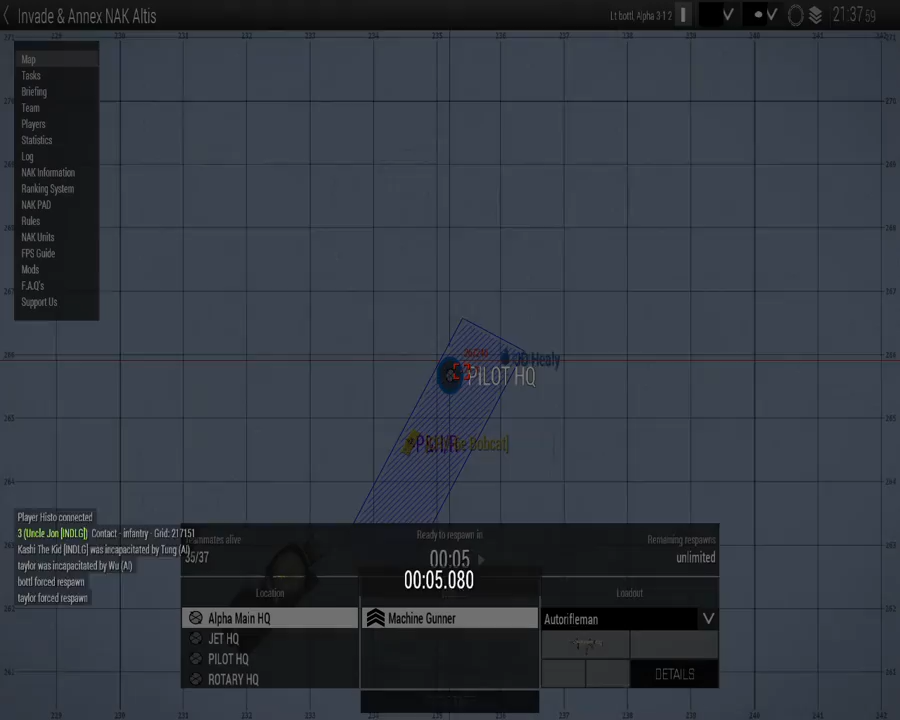 Invade & Annex NAK Altis
Lt bottl, Alpha 3-1:2
21:37:59
Map
Tasks
Briefing
Team
Players
Statistics
Log
NAK Information
Ranking System
NAK PAD
Rules
NAK Units
FPS Guide
Mods
F.A.Q's
Support Us
JD Healy
PILOT HQ
Bobcat]
Player Histo connected
3 (Uncle Jon [INDLG]) Contact - infantry - Grid: 217151
Kashi The Kid [INDLG] was incapacitated by Tung (AI)
taylor was incapacitated by Wu (AI)
bottl forced respawn
taylor forced respawn
Teammates alive
35/37
Ready to respawn in
00:05
00:05.080
Remaining respawns
unlimited
Location
Loadout
Alpha Main HQ
JET HQ
PILOT HQ
ROTARY HQ
Machine Gunner
Autorifleman
DETAILS